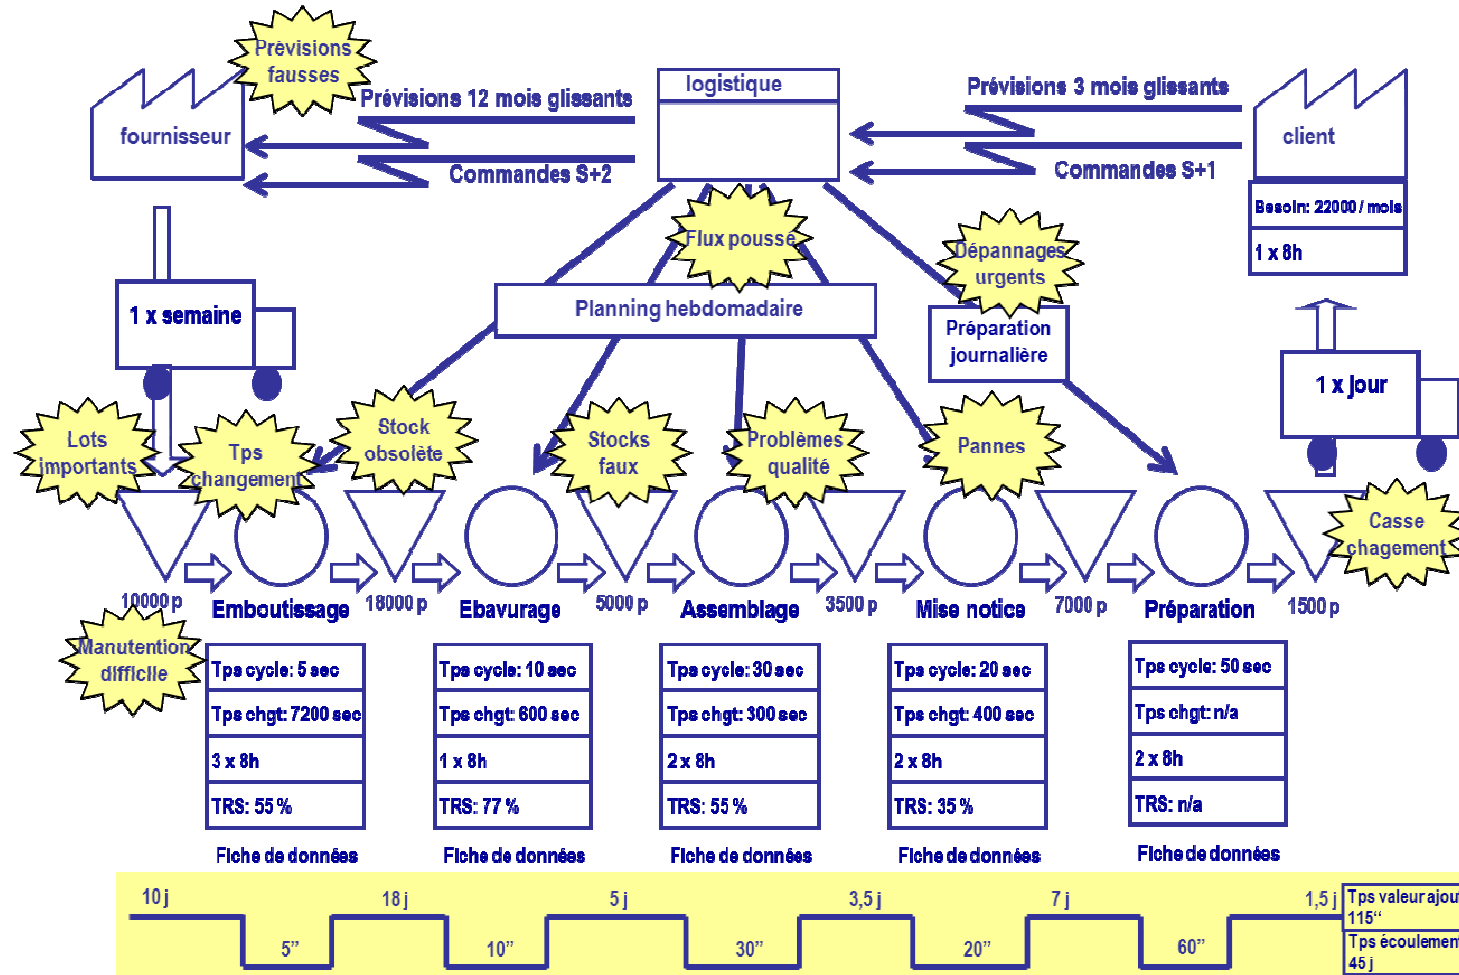 Prévisions
fausses
fournisseur
Prévisions 12 mois glissants
Commandes S+2
logistique
Prévisions 3 mois glissants
Commandes S+1
client
Besoin: 22000 / mois
1 x 8h
Flux poussé
Dépannages
urgents
1 x semaine
Planning hebdomadaire
Préparation
journalière
1 x jour
Lots
importants
Tps
changement
Stock
obsolète
Stocks
faux
Problèmes
qualité
Pannes
Casse
chagement
10000 p
Emboutissage
18000 p
Ebavurage
5000 p
Assemblage
3500 p
Mise notice
7000 p
Préparation
1500 p
Manutention
difficile
Tps cycle: 5 sec
Tps chgt: 7200 sec
3 x 8h
TRS: 55 %
Fiche de données
Tps cycle: 10 sec
Tps chgt: 600 sec
1 x 8h
TRS: 77 %
Fiche de données
Tps cycle: 30 sec
Tps chgt: 300 sec
2 x 8h
TRS: 55 %
Fiche de données
Tps cycle: 20 sec
Tps chgt: 400 sec
2 x 8h
TRS: 35 %
Fiche de données
Tps cycle: 50 sec
Tps chgt: n/a
2 x 8h
TRS: n/a
Fiche de données
10 j
18 j
5 j
3,5 j
7 j
1,5 j
5”
10”
30”
20”
60”
Tps valeur ajout
115“
Tps écoulement
45 j